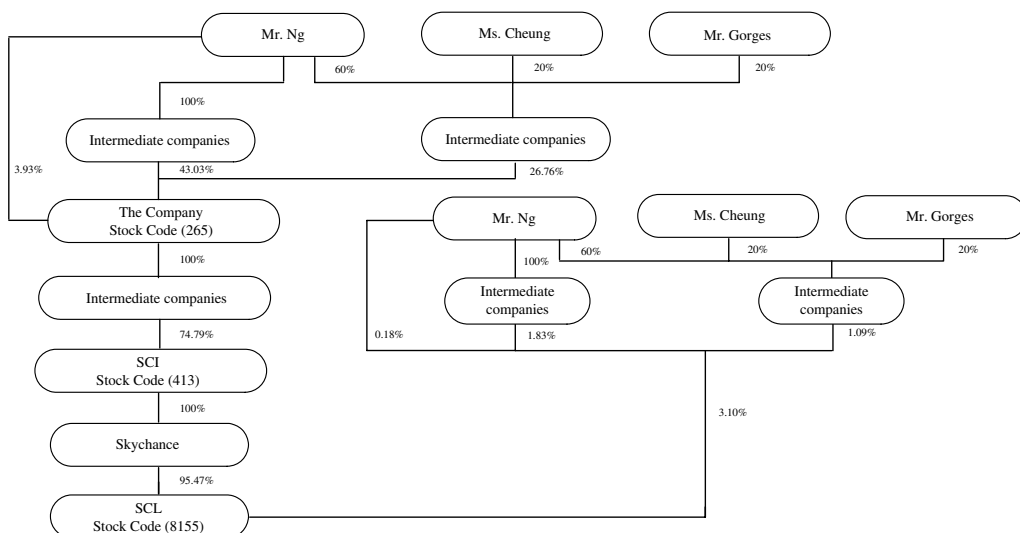 Mr. Ng
Ms. Cheung
Mr. Gorges
60%
20%
20%
100%
Intermediate companies
Intermediate companies
3.93%
43.03%
26.76%
The Company
Stock Code (265)
Mr. Ng
Ms. Cheung
Mr. Gorges
100%
100%
60%
20%
20%
Intermediate companies
Intermediate
companies
Intermediate
companies
74.79%
0.18%
1.83%
1.09%
SCI
Stock Code (413)
100%
3.10%
Skychance
95.47%
SCL
Stock Code (8155)